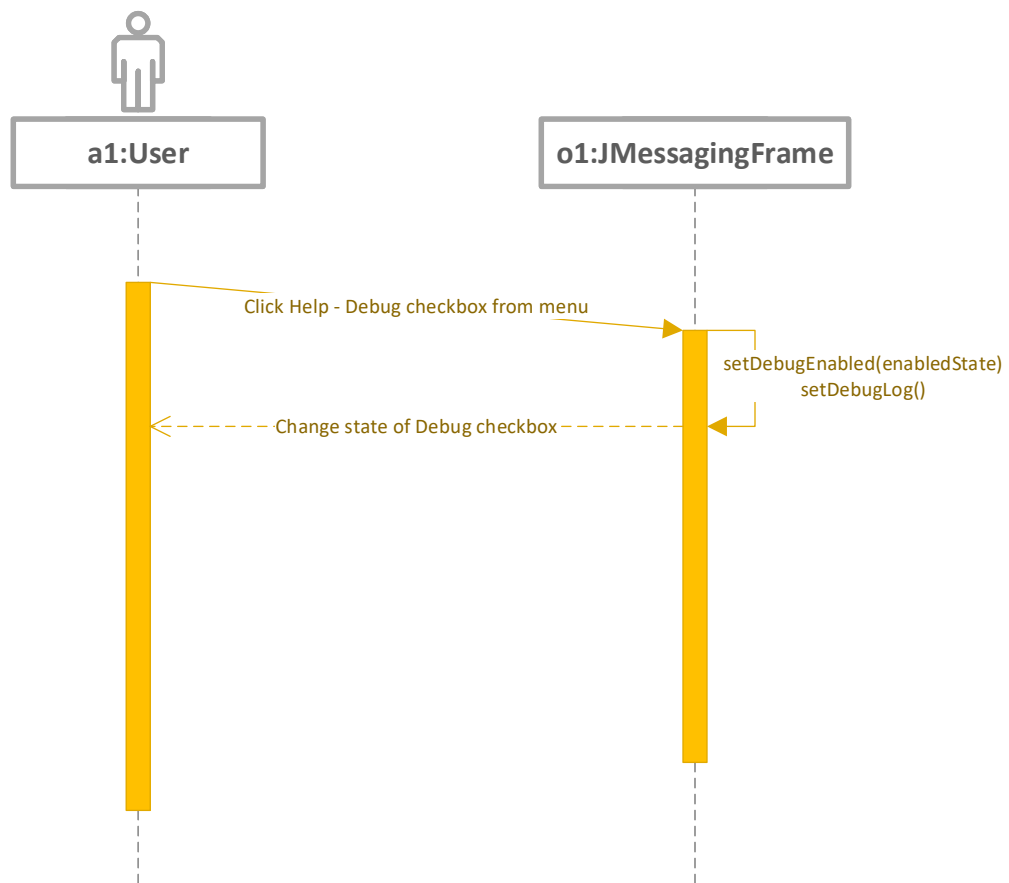 a1:User
o1:JMessagingFrame
Click Help - Debug checkbox from menu
setDebugEnabled(enabledState)
setDebugLog()
Change state of Debug checkbox